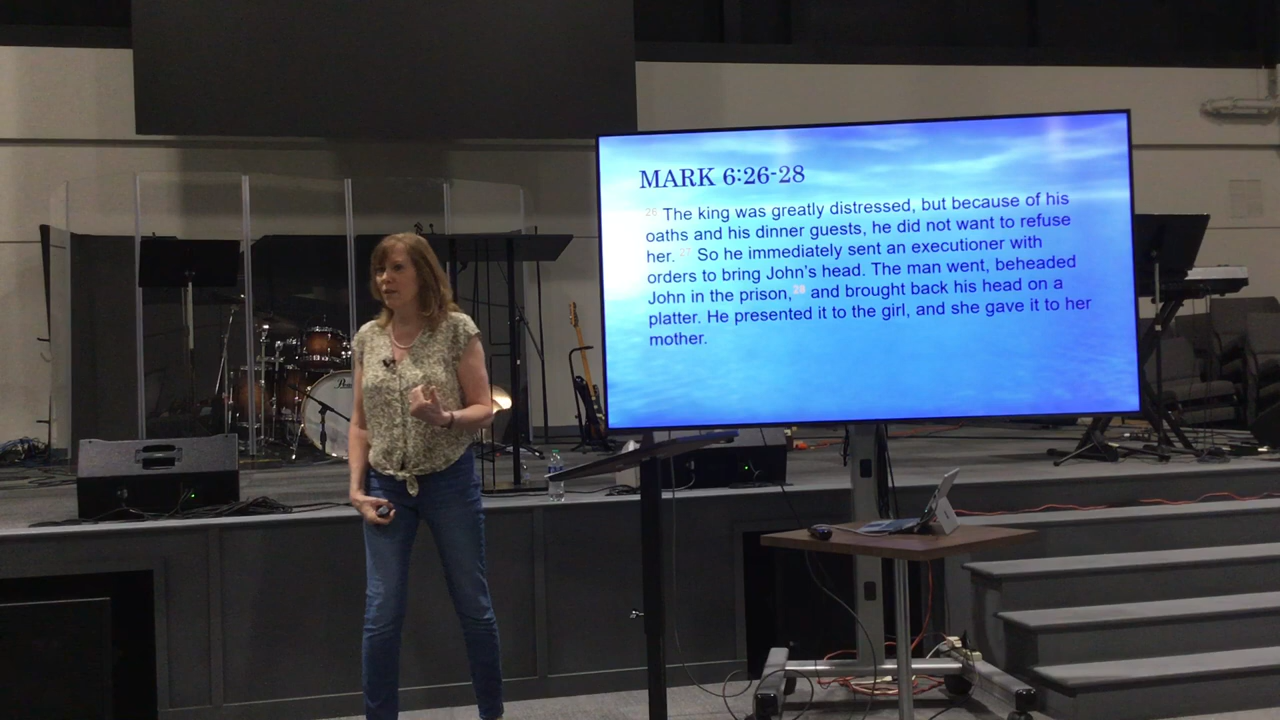 MARK 6:26-28
26 The king was greatly distressed, but because of his
oaths and his dinner guests, he did not want to refuse
her. 27 So he immediately sent an executioner with
orders to bring John's head. The man went, beheaded
John in the prison, 28 and brought back his head on a
platter. He presented it to the girl, and she gave it to her
mother.